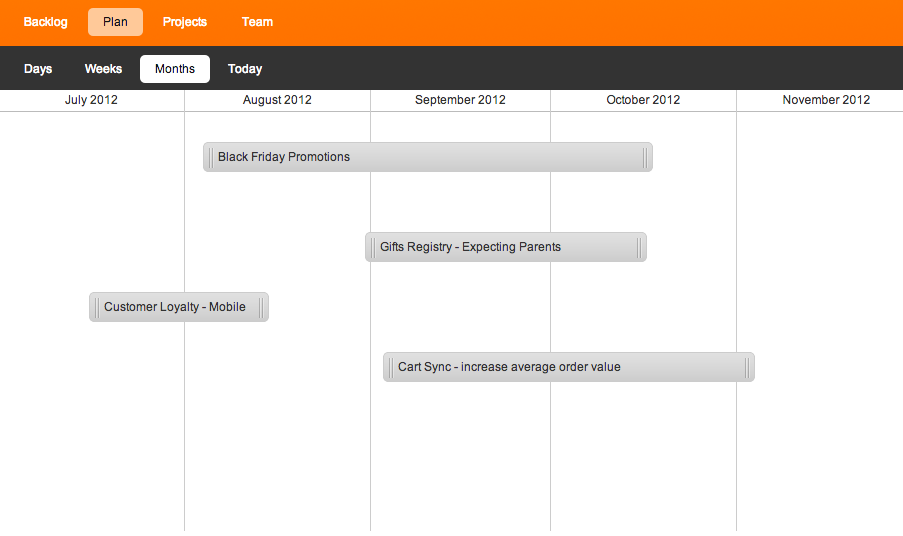 Backlog Plan Projects Team
Days Weeks Months Today
July 2012 August 2012 September 2012 October 2012 November 2012
Black Friday Promotions
Gifts Registry - Expecting Parents
Customer Loyalty - Mobile
Cart Sync - increase average order value